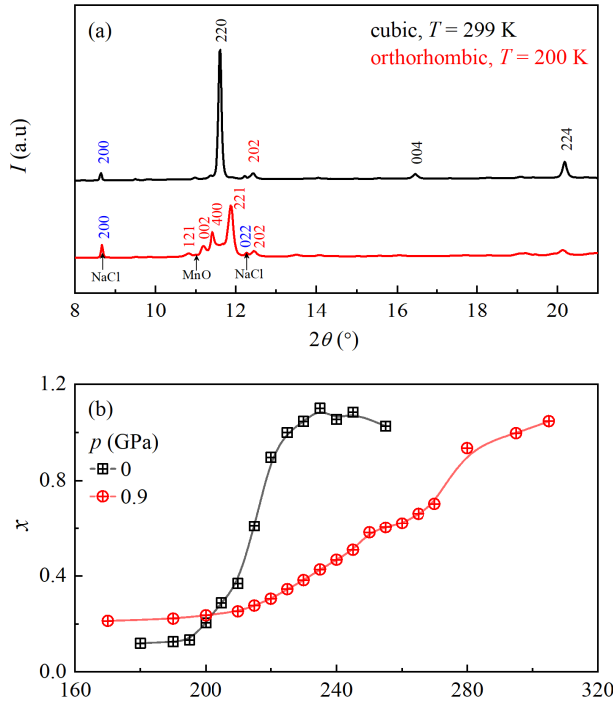 (a)
cubic, T = 299 K
orthorhombic, T = 200 K
I (a.u)
200
220
202
004
224
200
121
002
400
221
022
202
NaCl
MnO
NaCl
8 10 12 14 16 18 20
2θ (°)
(b)
p (GPa)
0
0.9
x
1.2
0.8
0.4
0.0
160 200 240 280 320